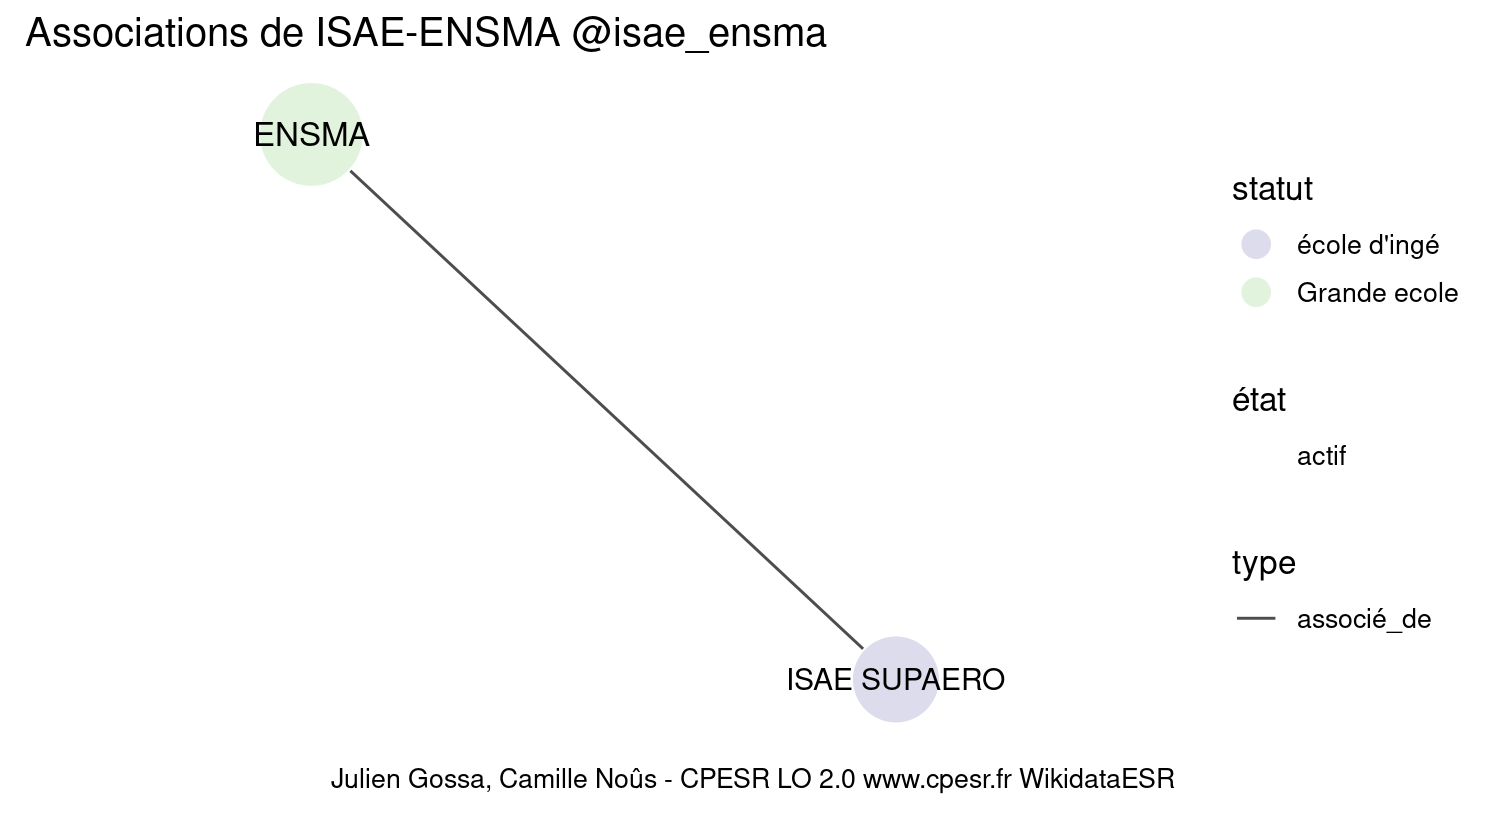 Associations de ISAE-ENSMA @isae_ensma
ENSMA
ISAE SUPAERO
statut
école d'ingé
Grande ecole
état
actif
type
associé_de
Julien Gossa, Camille Noûs - CPESR LO 2.0 www.cpesr.fr WikidataESR